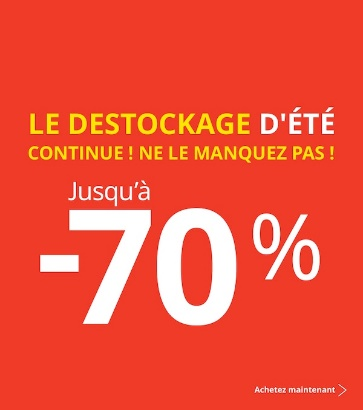 LE DESTOCKAGE D'ÉTÉ
CONTINUE ! NE LE MANQUEZ PAS !
Jusqu’à
-70%
Achetez maintenant